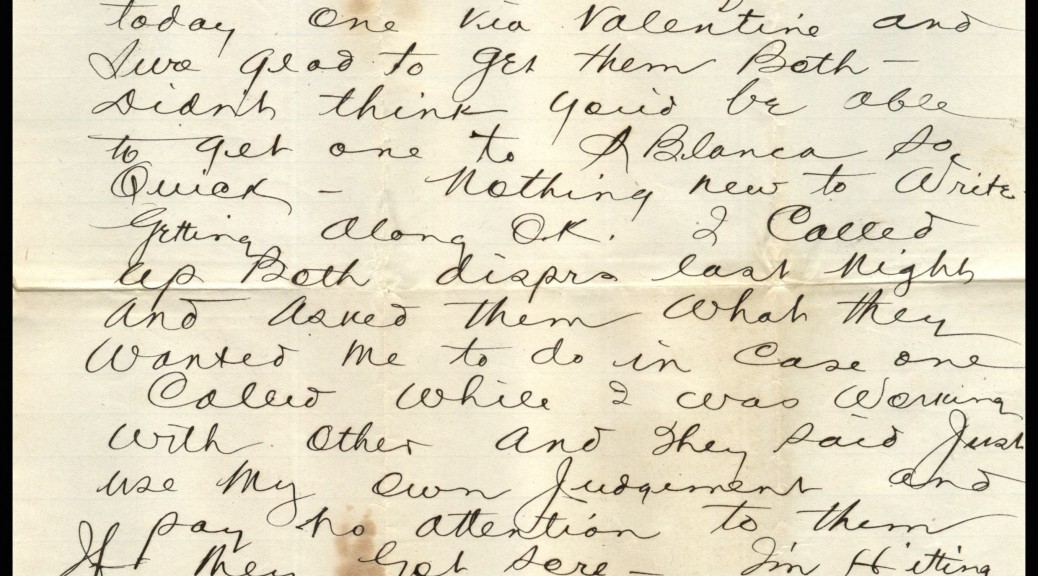 today one via Valentine and
I was glad to get them Both -
Didn't think you'd be able
to get one to S Blanca so
Quick - Nothing new to Write.
Getting along O.K. I Called
up Both disprs last Night
And Asked them What they
Wanted Me to do in Case one
Called While I was Working
With Other And They said Just
use My Own Judgement and
pay no attention to them
If they Got sore - I'm Hitting